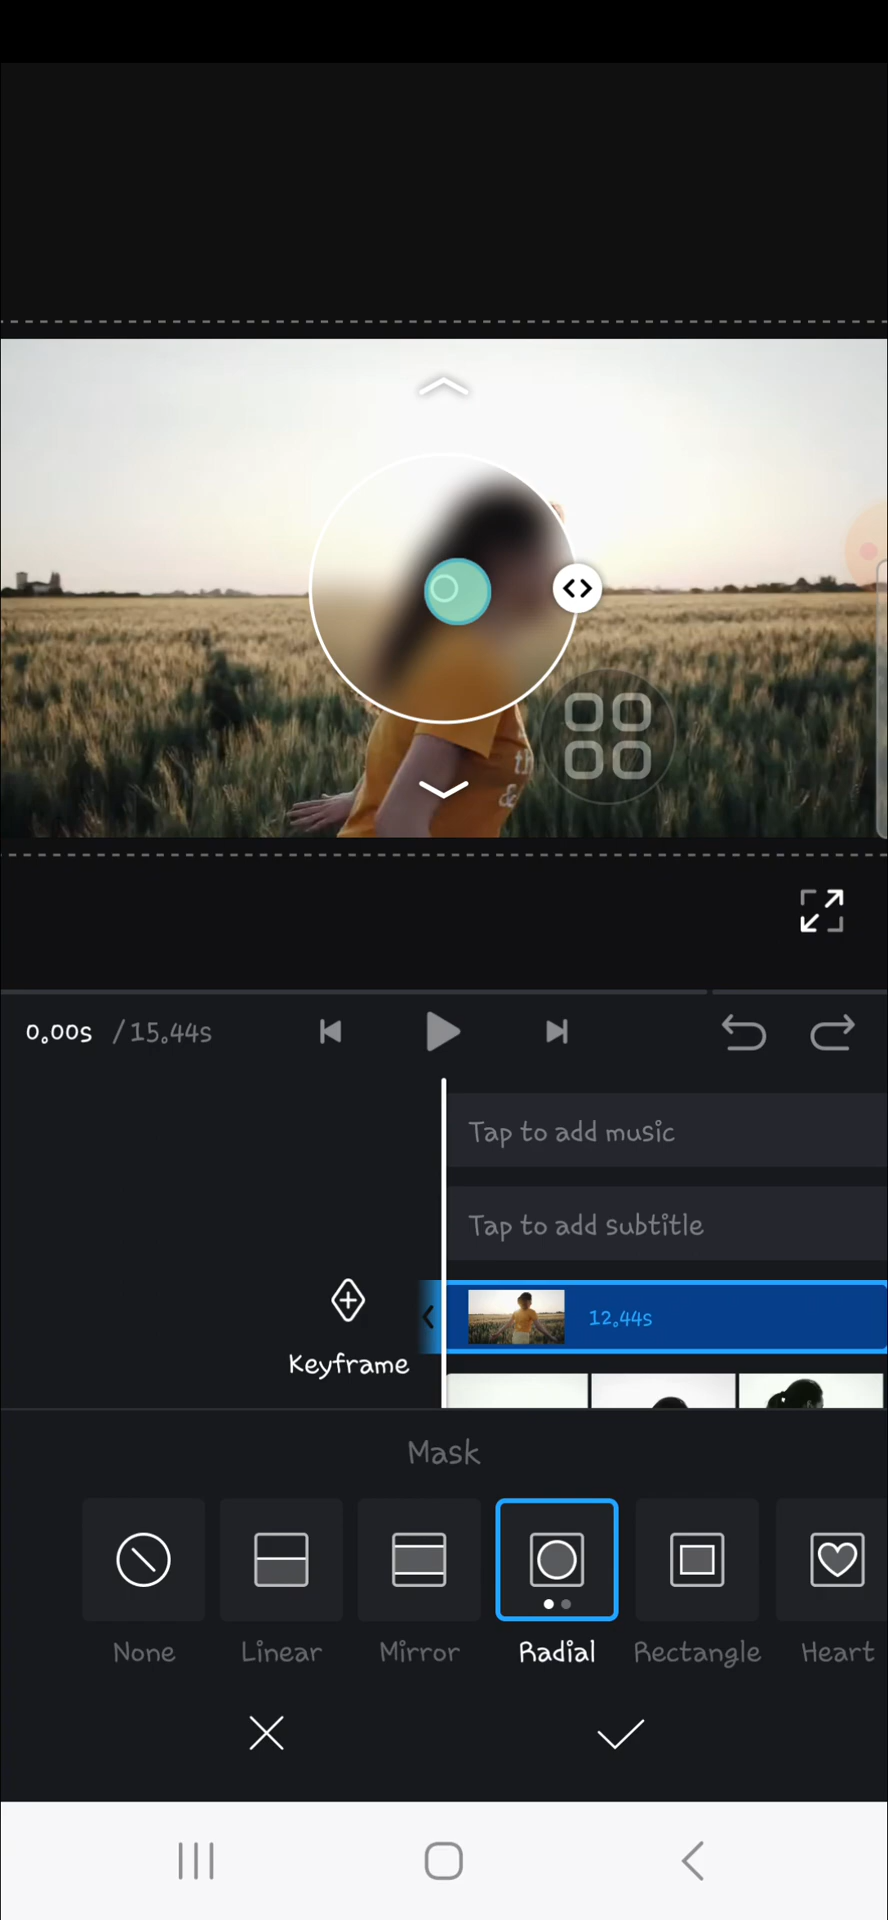 th
&
0.00s /15.44s
Tap to add music
Tap to add subtitle
12.44s
Keyframe
Mask
None Linear Mirror Radial Rectangle Heart